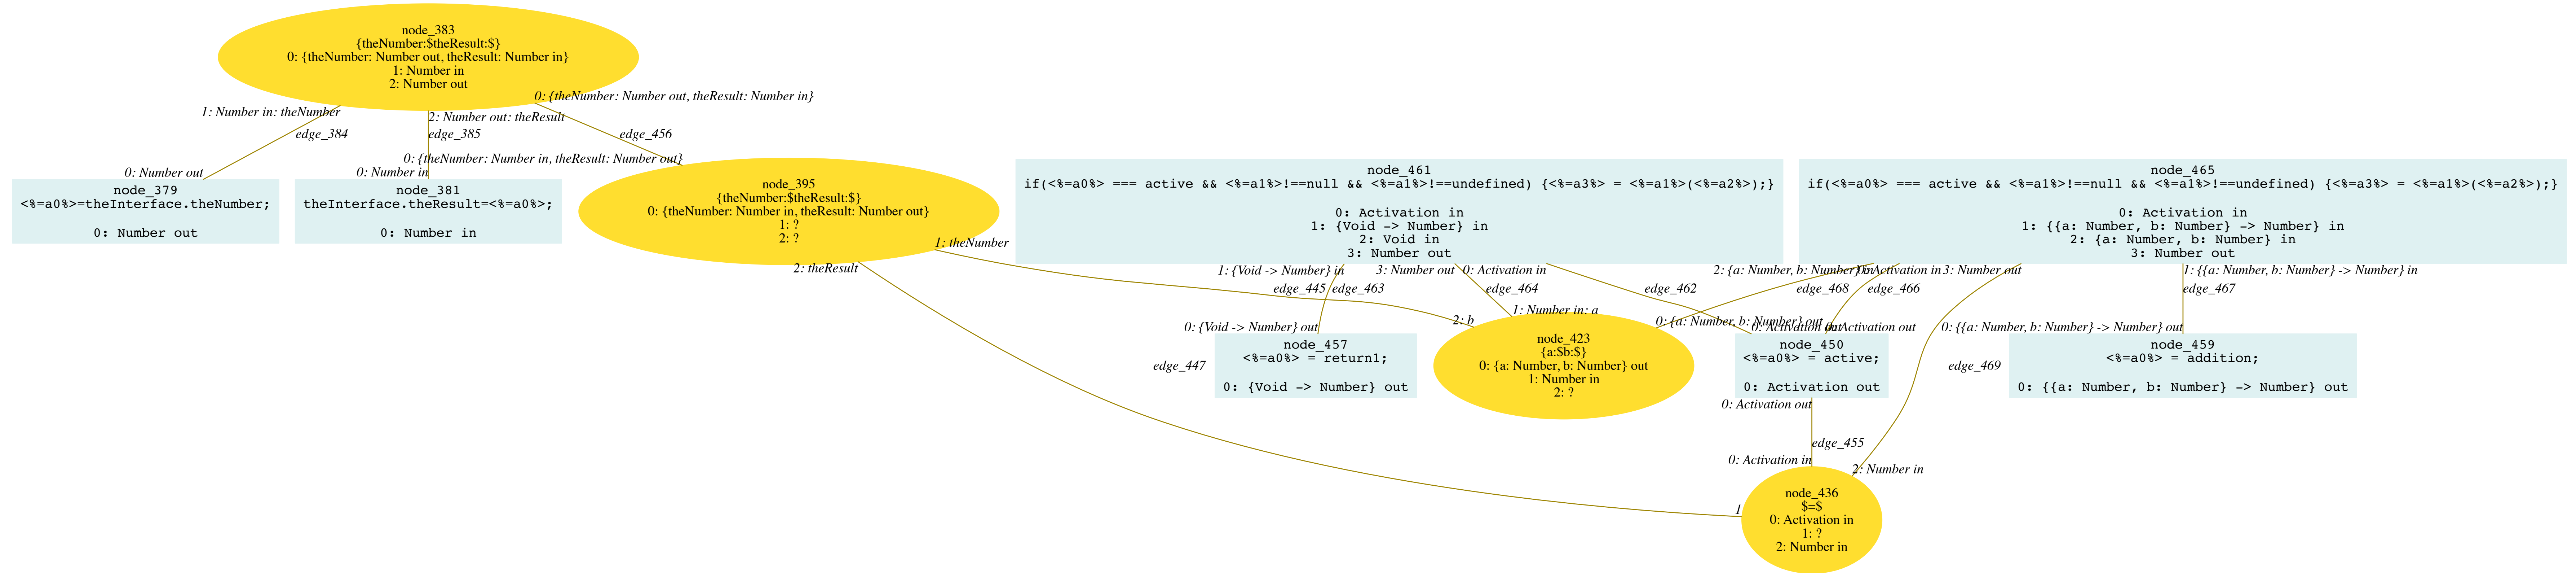 node_383
{theNumber:$theResult:$}
0: {theNumber: Number out, theResult: Number in}
1: Number in
2: Number out
0: {theNumber: Number out, theResult: Number in}
1: Number in: theNumber
2: Number out: theResult
edge_384
edge_385
edge_456
0: {theNumber: Number in, theResult: Number out}
0: Number out
0: Number in
node_379
<%=a0%>=theInterface.theNumber;
0: Number out
node_381
theInterface.theResult=<%=a0%>;
0: Number in
node_395
{theNumber:$theResult:$}
0: {theNumber: Number in, theResult: Number out}
1: ?
2: ?
node_461
if(<%=a0%> === active && <%=a1%>!==null && <%=a1%>!==undefined) {<%=a3%> = <%=a1%>(<%=a2%>);}
0: Activation in
1: {Void -> Number} in
2: Void in
3: Number out
node_465
if(<%=a0%> === active && <%=a1%>!==null && <%=a1%>!==undefined) {<%=a3%> = <%=a1%>(<%=a2%>);}
0: Activation in
1: {{a: Number, b: Number} -> Number} in
2: {a: Number, b: Number} in
3: Number out
1: theNumber
2: theResult
1: {Void -> Number} in
3: Number out
0: Activation in
2: {a: Number, b: Number} in
0: Activation in
3: Number out
1: {{a: Number, b: Number} -> Number} in
edge_445
edge_463
edge_464
edge_462
edge_468
edge_466
edge_467
1: Number in: a
2: b
0: {Void -> Number} out
0: {a: Number, b: Number} out
0: Activation out
0: Activation out
0: {{a: Number, b: Number} -> Number} out
node_457
<%=a0%> = return1;
0: {Void -> Number} out
node_423
{a:$b:$}
0: {a: Number, b: Number} out
1: Number in
2: ?
node_450
<%=a0%> = active;
0: Activation out
node_459
<%=a0%> = addition;
0: {{a: Number, b: Number} -> Number} out
edge_447
edge_469
0: Activation out
edge_455
0: Activation in
2: Number in
1
node_436
$=$
0: Activation in
1: ?
2: Number in